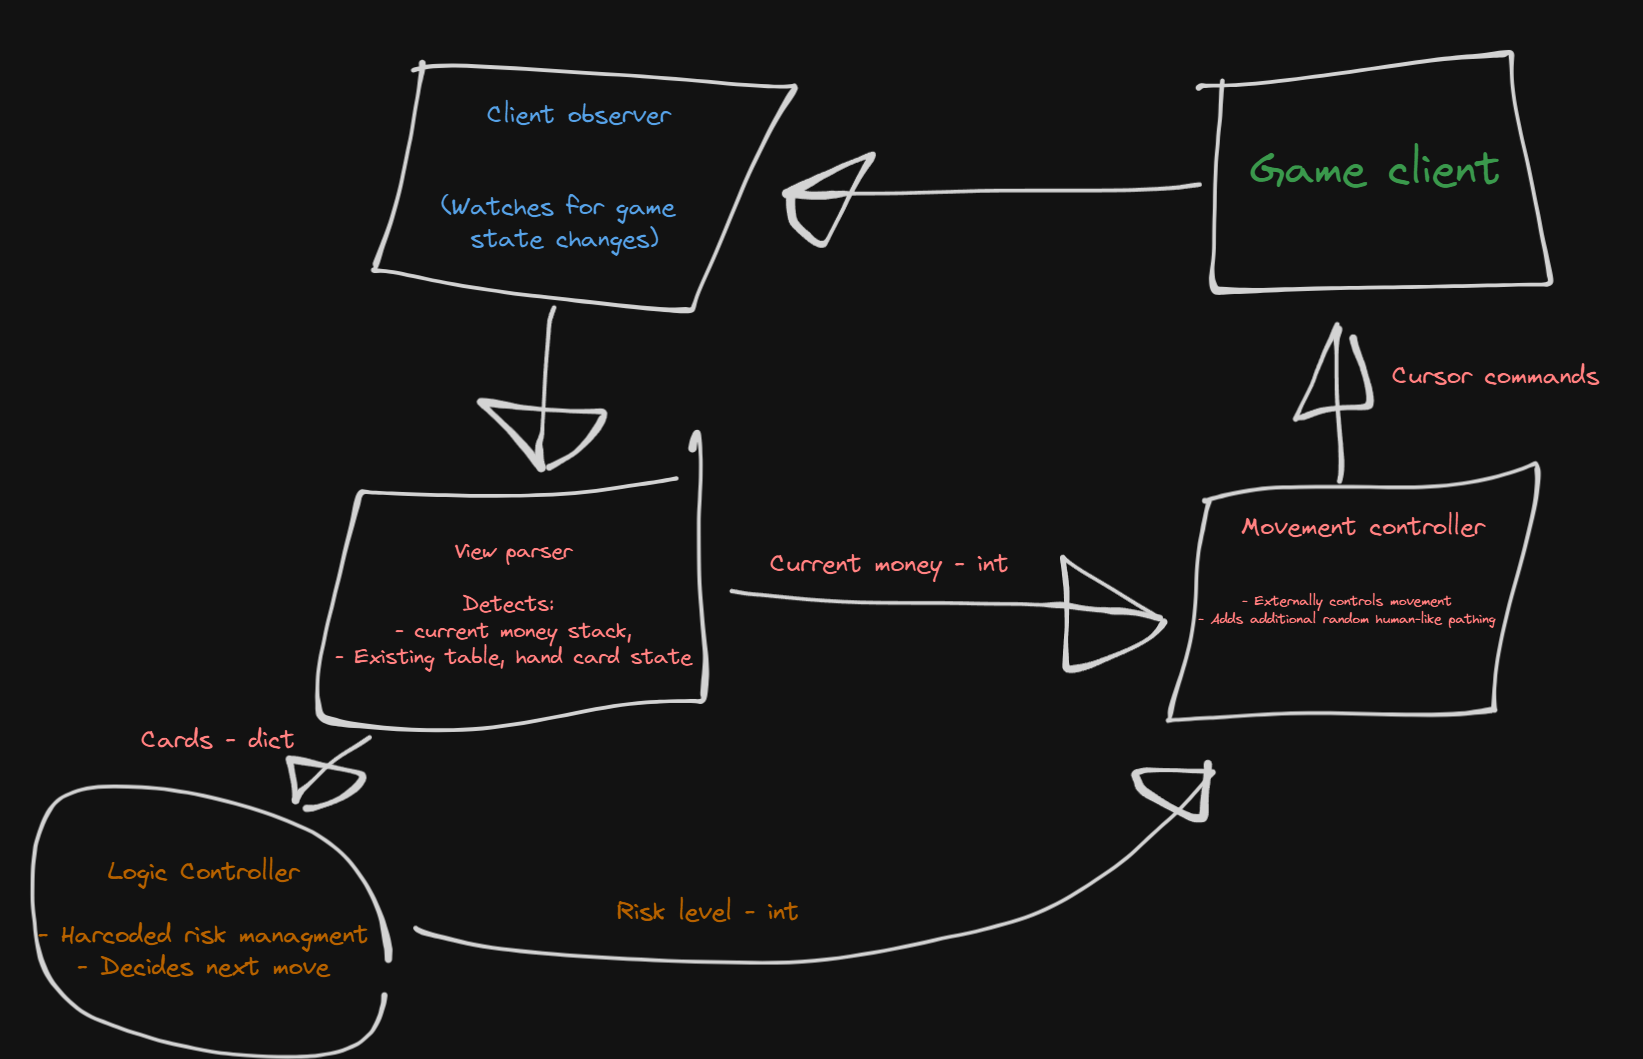 Client observer
(Watches for game
state changes)
Game client
Cursor commands
View parser
Detects:
- current money stack,
- Existing table, hand card state
Current money - int
Movement controller
- Externally controls movement
- Adds additional random human-like pathing
Cards - dict
Logic Controller
- Harcoded risk managment
- Decides next move
Risk level - int